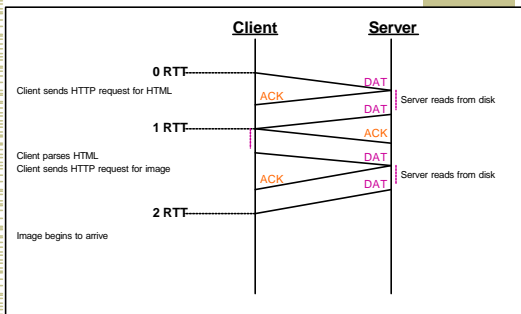 Client Server
0 RTT
DAT
Client sends HTTP request for HTML
ACK
Server reads from disk
DAT
1 RTT
ACK
Client parses HTML
DAT
Client sends HTTP request for image
Server reads from disk
ACK
DAT
2 RTT
Image begins to arrive